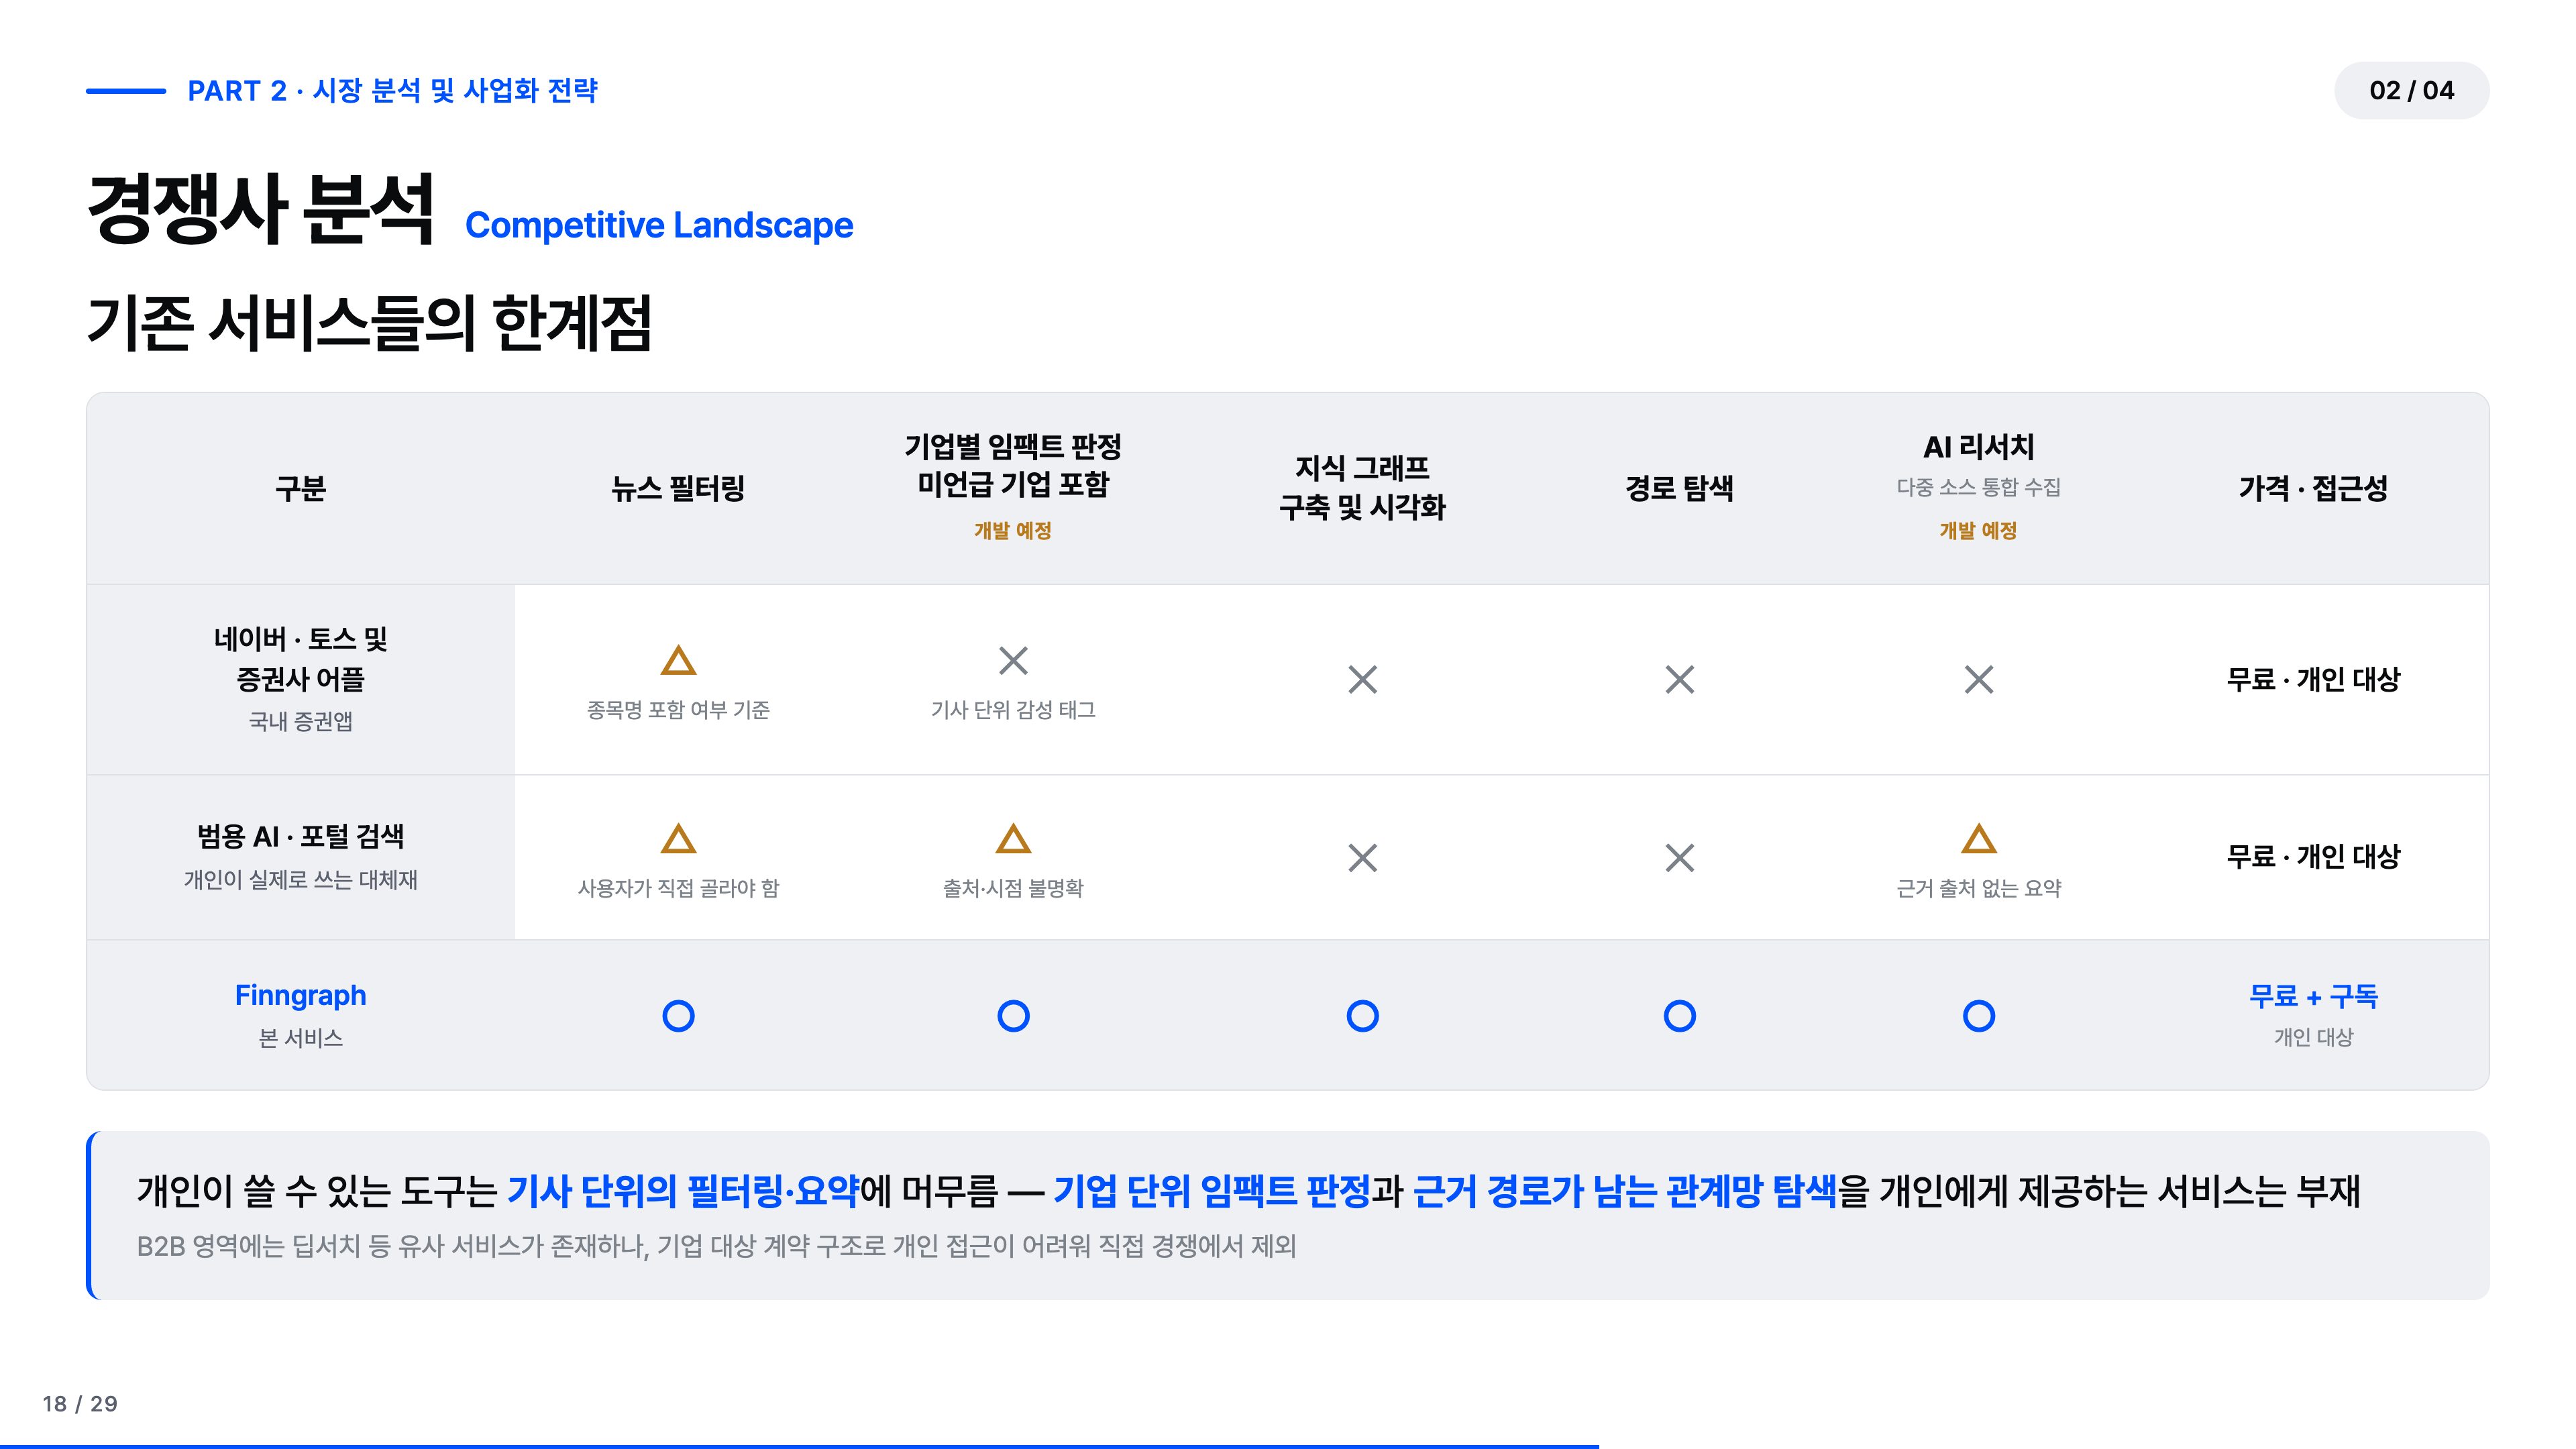 PART 2 · 시장 분석 및 사업화 전략
02 / 04
경쟁사 분석 Competitive Landscape
기존 서비스들의 한계점
구분
뉴스 필터링
기업별 임팩트 판정
미언급 기업 포함
개발 예정
지식 그래프
구축 및 시각화
경로 탐색
AI 리서치
다중 소스 통합 수집
개발 예정
가격 · 접근성
네이버 · 토스 및
증권사 어플
국내 증권앱
△
종목명 포함 여부 기준
×
기사 단위 감성 태그
×
×
×
무료 · 개인 대상
범용 AI · 포털 검색
개인이 실제로 쓰는 대체재
△
사용자가 직접 골라야 함
△
출처·시점 불명확
×
×
△
근거 출처 없는 요약
무료 · 개인 대상
Finngraph
본 서비스
○
○
○
○
○
무료 + 구독
개인 대상
개인이 쓸 수 있는 도구는 기사 단위의 필터링·요약에 머무름 — 기업 단위 임팩트 판정과 근거 경로가 남는 관계망 탐색을 개인에게 제공하는 서비스는 부재
B2B 영역에는 딥서치 등 유사 서비스가 존재하나, 기업 대상 계약 구조로 개인 접근이 어려워 직접 경쟁에서 제외
18 / 29